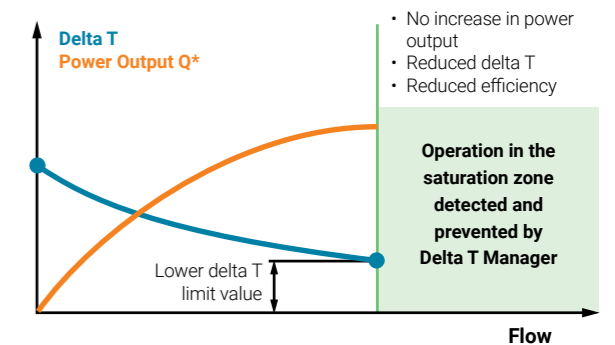 Delta T
Power Output Q*
• No increase in power
output
• Reduced delta T
• Reduced efficiency
Operation in the
saturation zone
detected and
prevented by
Delta T Manager
Lower delta T
limit value
Flow